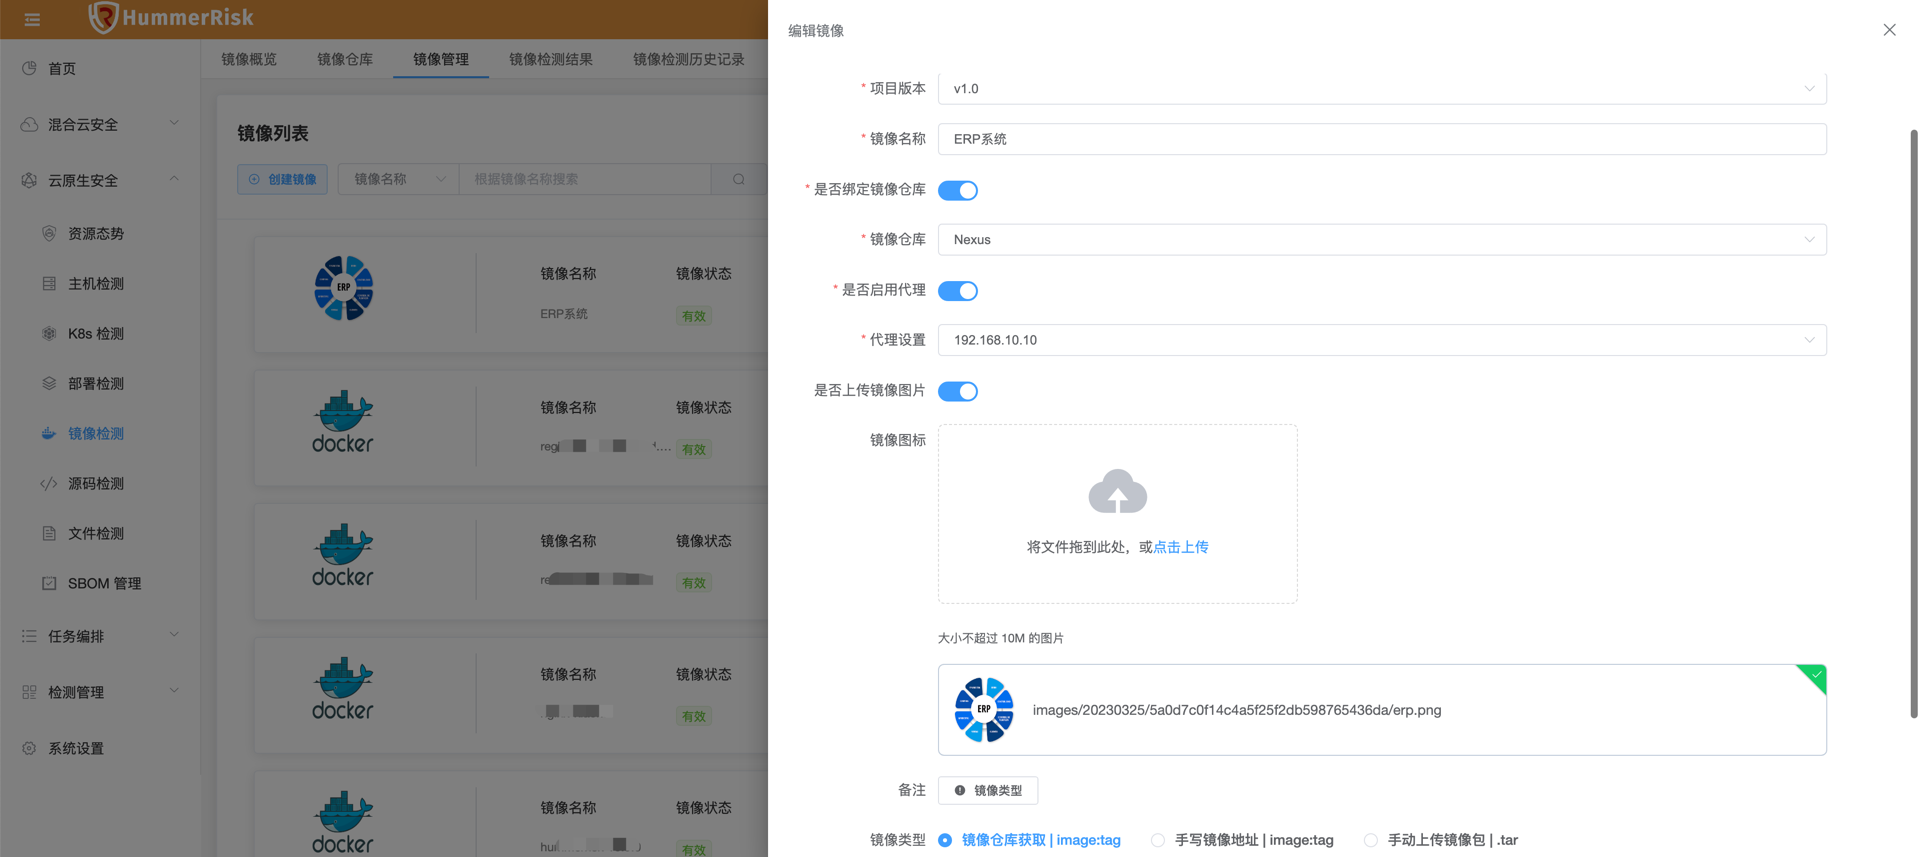 HummerRisk
首页
混合云安全
云原生安全
资源态势
主机检测
K8s 检测
部署检测
镜像检测
源码检测
文件检测
SBOM 管理
任务编排
检测管理
系统设置
镜像概览 镜像仓库 镜像管理 镜像检测结果 镜像检测历史记录
镜像列表
创建镜像 镜像名称 根据镜像名称搜索
ERP
镜像名称 镜像状态
ERP系统 有效
docker
镜像名称 镜像状态
有效
docker
镜像名称 镜像状态
有效
docker
镜像名称 镜像状态
有效
docker
镜像名称 镜像状态
有效
编辑镜像
* 项目版本 v1.0
* 镜像名称 ERP系统
* 是否绑定镜像仓库
* 镜像仓库 Nexus
* 是否启用代理
* 代理设置 192.168.10.10
是否上传镜像图片
镜像图标
将文件拖到此处，或点击上传
大小不超过 10M 的图片
ERP
images/20230325/5a0d7c0f14c4a5f25f2db598765436da/erp.png
备注 镜像类型
镜像类型 镜像仓库获取 | image:tag 手写镜像地址 | image:tag 手动上传镜像包 | .tar